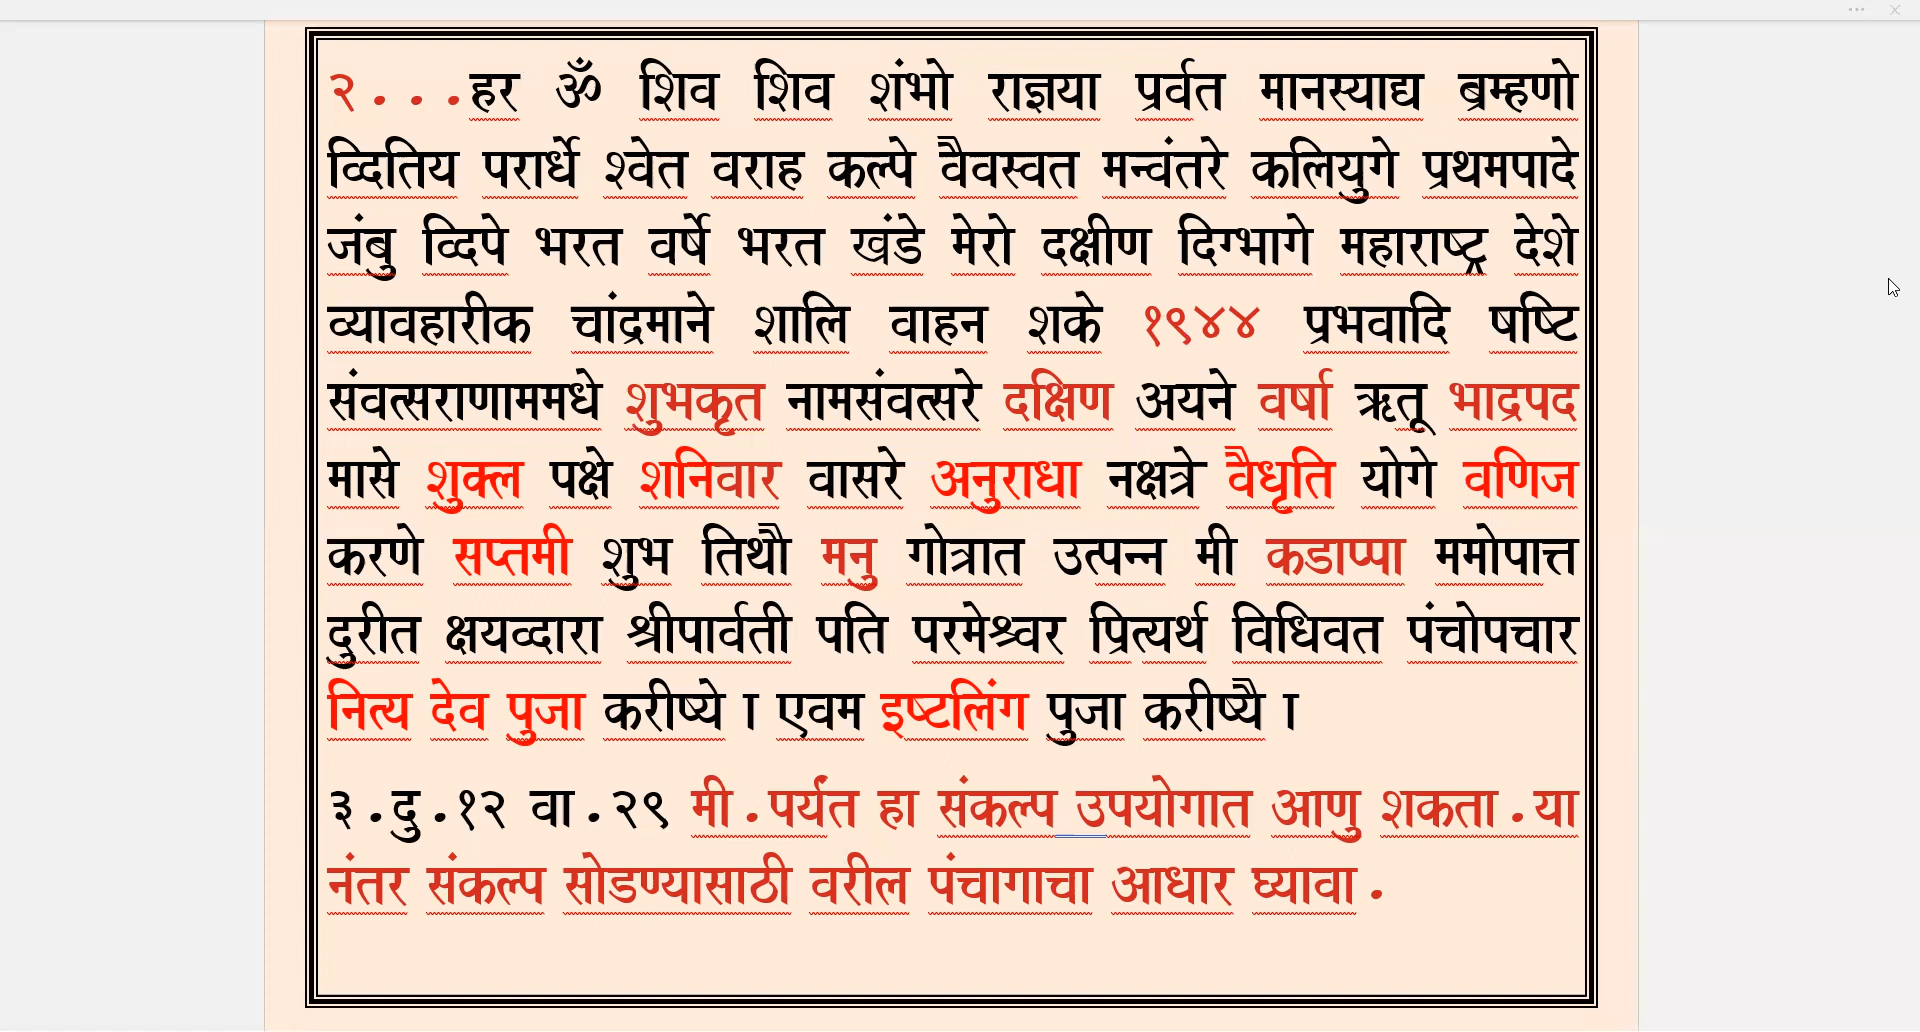 २...हर ॐ शिव शिव शंभो राज्ञया प्रर्वत मानस्याद्य ब्रम्हणो
व्दितिय परार्धे श्वेत वराह कल्पे वैवस्वत मन्वंतरे कलियुगे प्रथमपादे
जंबु व्दिपे भरत वर्षे भरत खंडे मेरो दक्षीण दिग्भागे महाराष्ट्र देशे
व्यावहारीक चांद्रमाने शालि वाहन शके १९४४ प्रभवादि षष्टि
संवत्सराणाममधे शुभकृत नामसंवत्सरे दक्षिण अयने वर्षा ऋतू भाद्रपद
मासे शुक्ल पक्षे शनिवार वासरे अनुराधा नक्षत्रे वैधृति योगे वणिज
करणे सप्तमी शुभ तिथौ मनु गोत्रात उत्पन्न मी कडाप्पा ममोपात्त
दुरीत क्षयव्दारा श्रीपार्वती पति परमेश्र्वर प्रित्यर्थ विधिवत पंचोपचार
नित्य देव पुजा करीष्ये ा एवम इष्टलिंग पुजा करीष्यै ा
३.दु.१२ वा.२९ मी.पर्यंत हा संकल्प उपयोगात आणु शकता.या
नंतर संकल्प सोडण्यासाठी वरील पंचागाचा आधार घ्यावा.